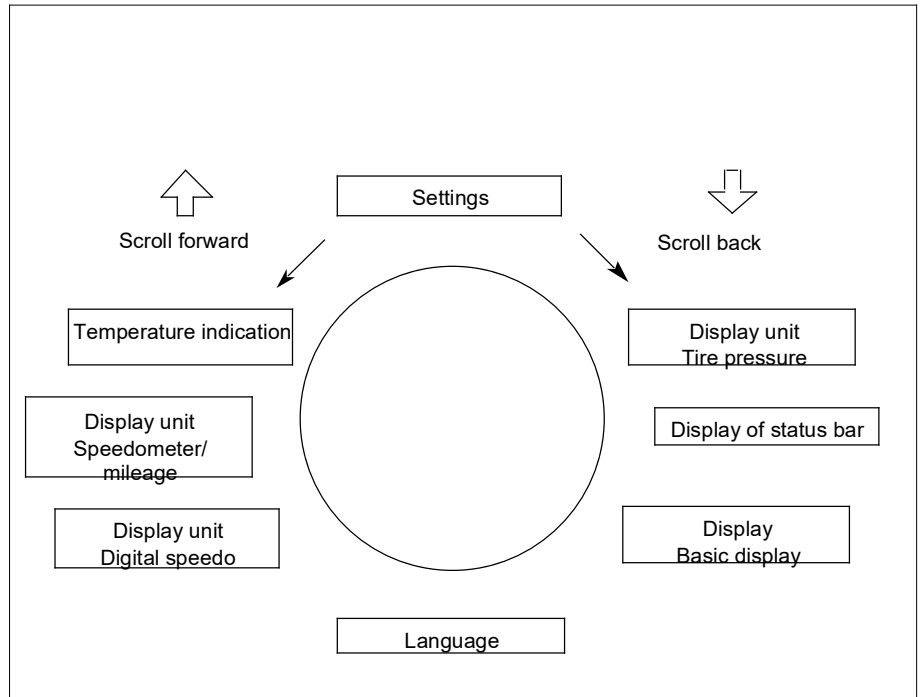 Settings
Scroll forward
Scroll back
Temperature indication
Display unit
Tire pressure
Display unit
Speedometer/
mileage
Display of status bar
Display unit
Digital speedo
Display
Basic display
Language